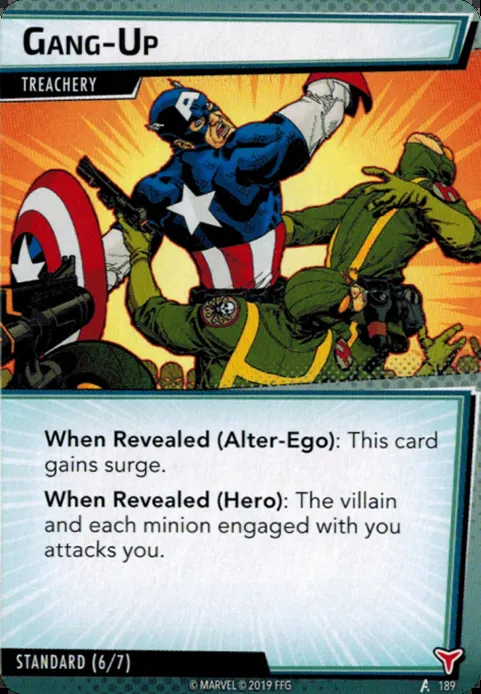 GANG-UP
TREACHERY
When Revealed (Alter-Ego): This card
gains surge.
When Revealed (Hero): The villain
and each minion engaged with you
attacks you.
STANDARD (6/7)
© MARVEL © 2019 FFG
189